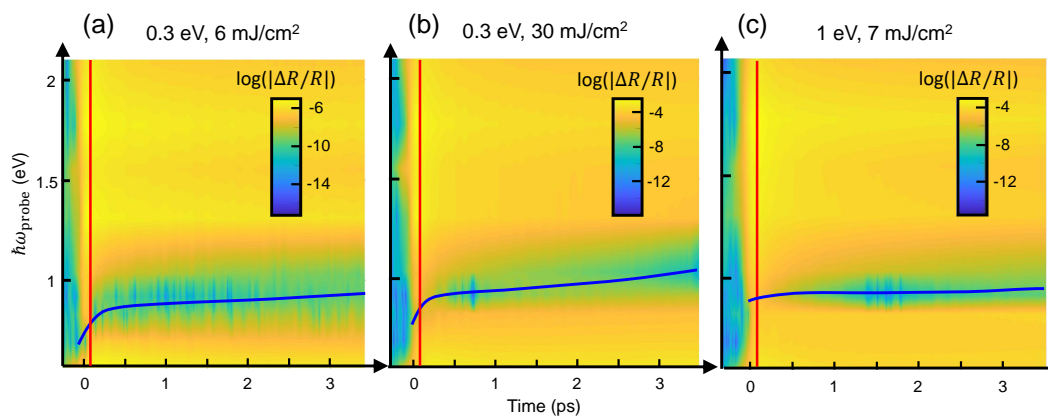 (a)
0.3 eV, 6 mJ/cm²
(b)
0.3 eV, 30 mJ/cm²
(c)
1 eV, 7 mJ/cm²
ℏω_probe (eV)
2
1.5
1
log(|ΔR/R|)
-6
-10
-14
log(|ΔR/R|)
-4
-8
-12
log(|ΔR/R|)
-4
-8
-12
0 1 2 3
0 1 2 3
0 1 2 3
Time (ps)